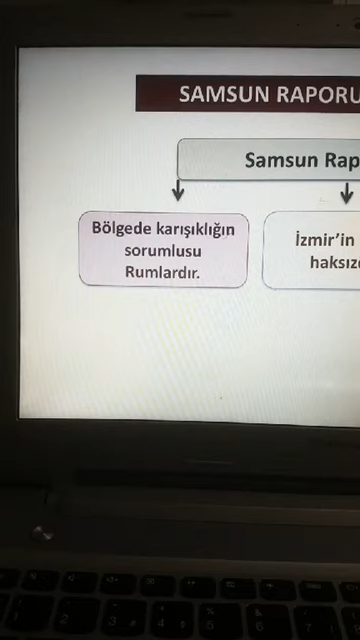 SAMSUN RAPORU
Samsun Rap
Bölgede karışıklığın
sorumlusu
Rumlardır.
İzmir’in
haksız